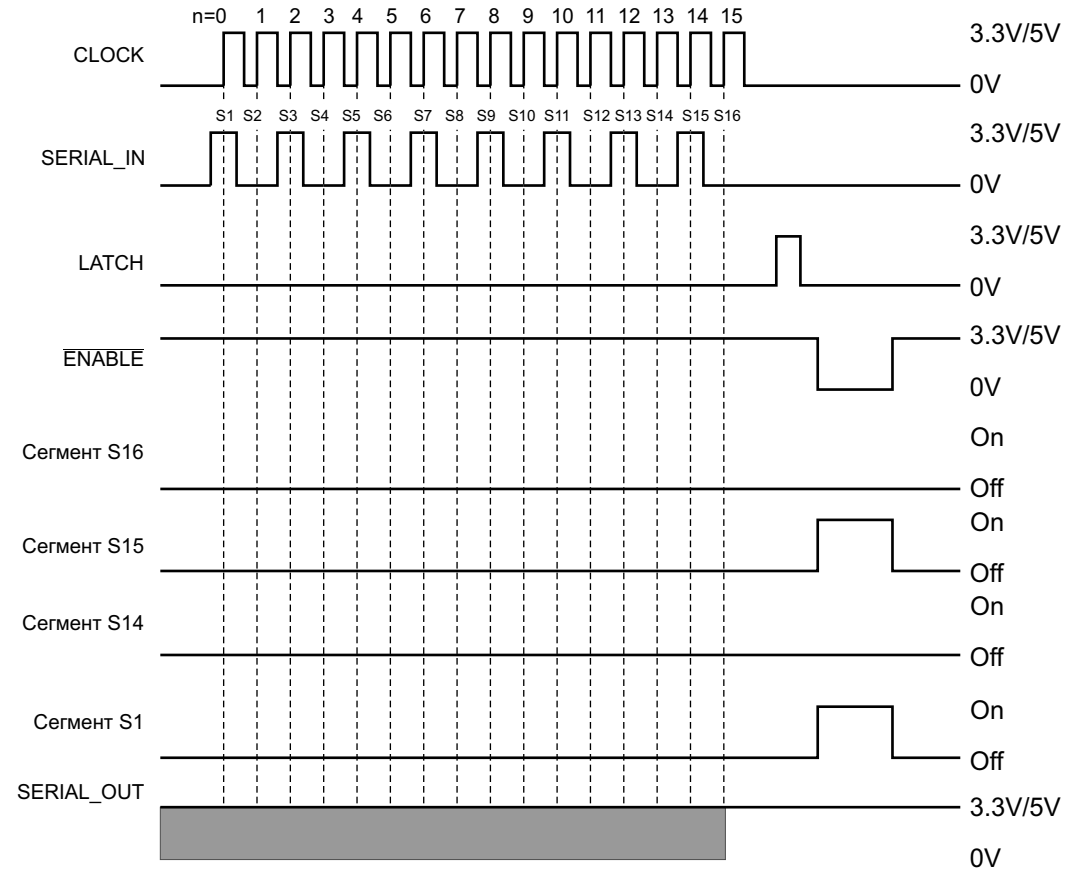 n=0 1 2 3 4 5 6 7 8 9 10 11 12 13 14 15
CLOCK
3.3V/5V
0V
S1 S2 S3 S4 S5 S6 S7 S8 S9 S10 S11 S12 S13 S14 S15 S16
SERIAL_IN
3.3V/5V
0V
LATCH
3.3V/5V
0V
ENABLE
3.3V/5V
0V
Сегмент S16
On
Off
Сегмент S15
On
Off
Сегмент S14
On
Off
Сегмент S1
On
Off
SERIAL_OUT
3.3V/5V
0V